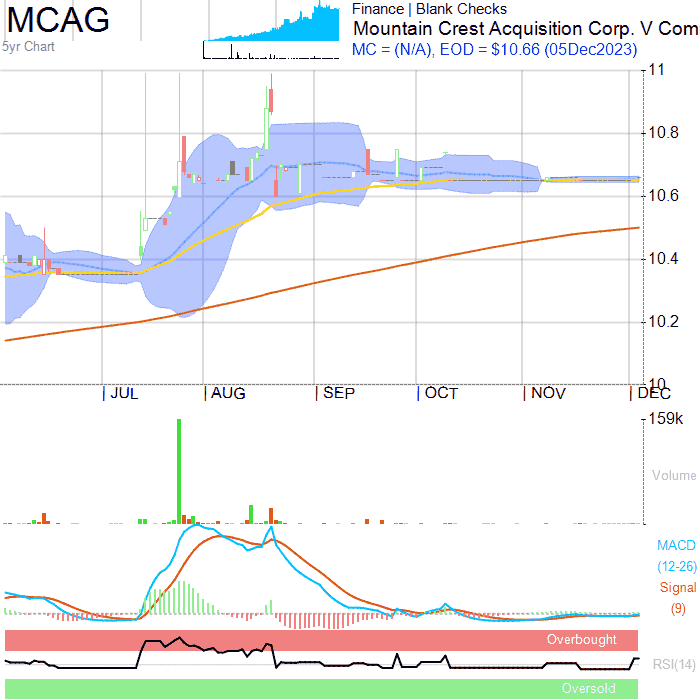 MCAG
5yr Chart
Finance | Blank Checks
Mountain Crest Acquisition Corp. V Com
MC = (N/A), EOD = $10.66 (05Dec2023)
11
10.8
10.6
10.4
10.2
10
JUL AUG SEP OCT NOV DEC
159k
Volume
MACD
(12-26)
Signal
(9)
Overbought
RSI(14)
Oversold